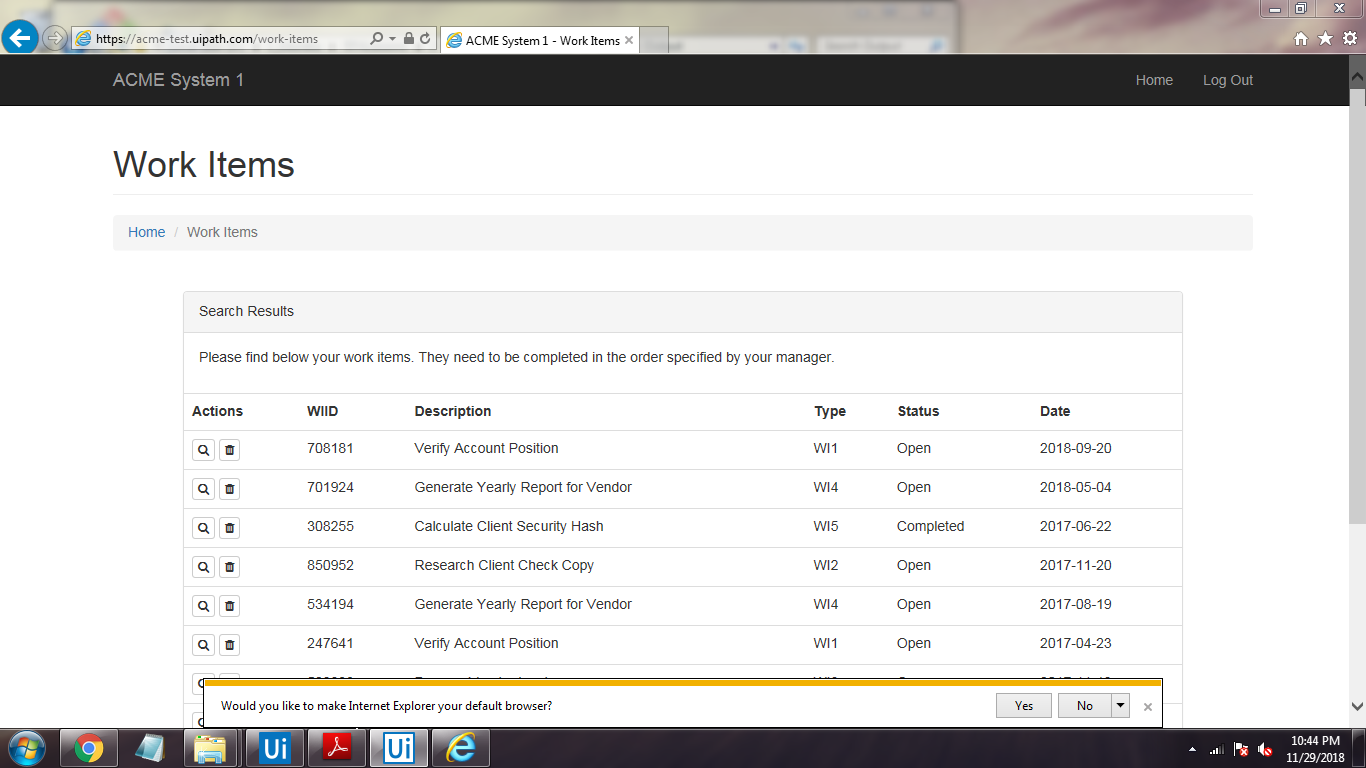 https://acme-test.uipath.com/work-items
ACME System 1 - Work Items
ACME System 1
Home
Log Out
Work Items
Home / Work Items
Search Results
Please find below your work items. They need to be completed in the order specified by your manager.
Actions WIID Description Type Status Date
708181 Verify Account Position WI1 Open 2018-09-20
701924 Generate Yearly Report for Vendor WI4 Open 2018-05-04
308255 Calculate Client Security Hash WI5 Completed 2017-06-22
850952 Research Client Check Copy WI2 Open 2017-11-20
534194 Generate Yearly Report for Vendor WI4 Open 2017-08-19
247641 Verify Account Position WI1 Open 2017-04-23
Would you like to make Internet Explorer your default browser?
Yes
No
Ui
Ui
10:44 PM
11/29/2018